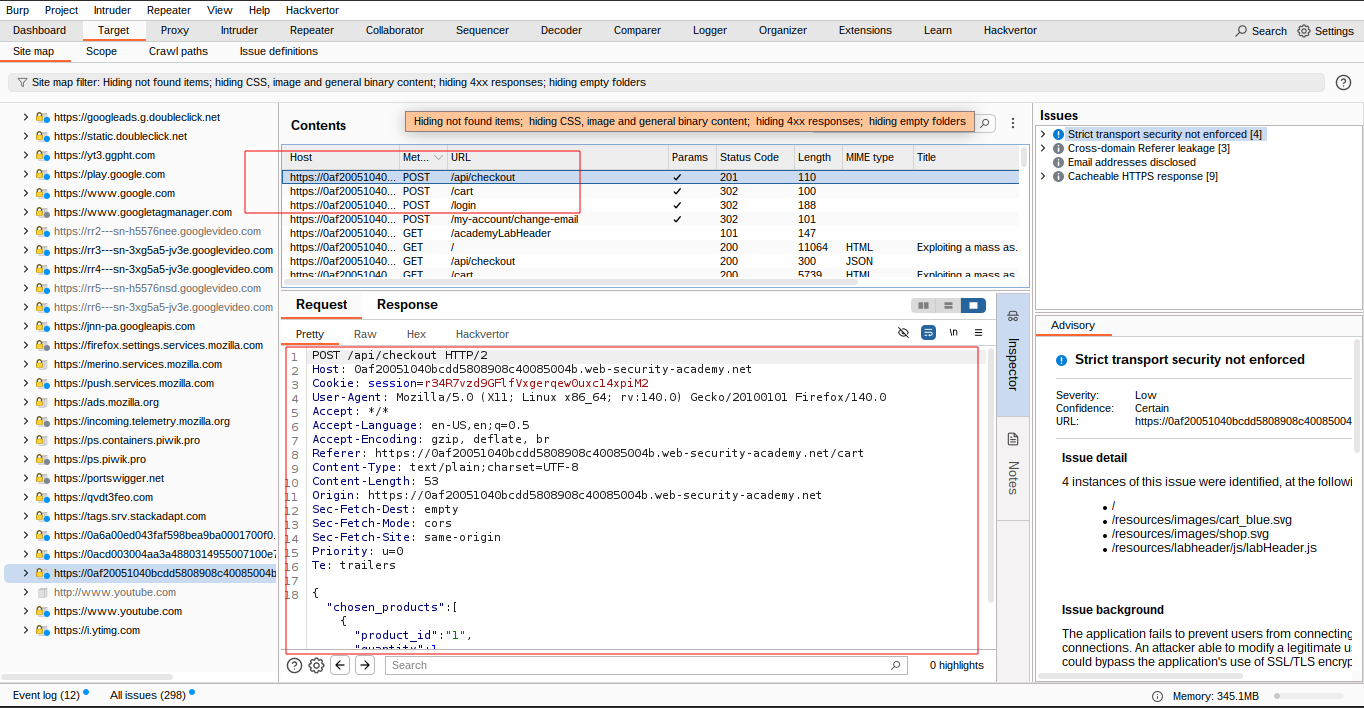 Burp Project Intruder Repeater View Help Hackvertor
Dashboard Target Proxy Intruder Repeater Collaborator Sequencer Decoder Comparer Logger Organizer Extensions Learn Hackvertor Search Settings
Site map Scope Crawl paths Issue definitions
Site map filter: Hiding not found items; hiding CSS, image and general binary content; hiding 4xx responses; hiding empty folders
https://googleads.g.doubleclick.net
https://static.doubleclick.net
https://yt3.ggpht.com
https://play.google.com
https://www.google.com
https://www.googletagmanager.com
https://rr2---sn-h5576nee.googlevideo.com
https://rr3---sn-3xg5a5-jv3e.googlevideo.com
https://rr4---sn-3xg5a5-jv3e.googlevideo.com
https://rr5---sn-h5576nsd.googlevideo.com
https://rr6---sn-3xg5a5-jv3e.googlevideo.com
https://jnn-pa.googleapis.com
https://firefox.settings.services.mozilla.com
https://merino.services.mozilla.com
https://push.services.mozilla.com
https://ads.mozilla.org
https://incoming.telemetry.mozilla.org
https://ps.containers.piwik.pro
https://ps.piwik.pro
https://portswigger.net
https://qvdt3feo.com
https://tags.srv.stackadapt.com
https://0a6a00ed043faf598bea9ba0001700f0.
https://0acd003004aa3a4880314955007100e7
https://0af20051040bcdd5808908c40085004b
http://www.youtube.com
https://www.youtube.com
https://i.ytimg.com
Contents
Hiding not found items; hiding CSS, image and general binary content; hiding 4xx responses; hiding empty folders
Host Met... URL Params Status Code Length MIME type Title
https://0af20051040... POST /api/checkout ✓ 201 110
https://0af20051040... POST /cart ✓ 302 100
https://0af20051040... POST /login ✓ 302 188
https://0af20051040... POST /my-account/change-email ✓ 302 101
https://0af20051040... GET /academyLabHeader 101 147
https://0af20051040... GET / 200 11064 HTML Exploiting a mass as.
https://0af20051040... GET /api/checkout 200 300 JSON
https://0af20051040... GET /cart 200 5739 HTML Exploiting a mass as
Request Response
Pretty Raw Hex Hackvertor \n
1 POST /api/checkout HTTP/2
2 Host: 0af20051040bcdd5808908c40085004b.web-security-academy.net
3 Cookie: session=r34R7vzd9GFlfVxgerqew0uxcl4xpiM2
4 User-Agent: Mozilla/5.0 (X11; Linux x86_64; rv:140.0) Gecko/20100101 Firefox/140.0
5 Accept: */*
6 Accept-Language: en-US,en;q=0.5
7 Accept-Encoding: gzip, deflate, br
8 Referer: https://0af20051040bcdd5808908c40085004b.web-security-academy.net/cart
9 Content-Type: text/plain;charset=UTF-8
10 Content-Length: 53
11 Origin: https://0af20051040bcdd5808908c40085004b.web-security-academy.net
12 Sec-Fetch-Dest: empty
13 Sec-Fetch-Mode: cors
14 Sec-Fetch-Site: same-origin
15 Priority: u=0
16 Te: trailers
17
18 {
"chosen_products":[
{
"product_id":"1",
"quantity":1
Search 0 highlights
Inspector
Notes
Issues
Strict transport security not enforced [4]
Cross-domain Referer leakage [3]
Email addresses disclosed
Cacheable HTTPS response [9]
Advisory
Strict transport security not enforced
Severity: Low
Confidence: Certain
URL: https://0af20051040bcdd5808908c40085004
Issue detail
4 instances of this issue were identified, at the followi
• /
• /resources/images/cart_blue.svg
• /resources/images/shop.svg
• /resources/labheader/js/labHeader.js
Issue background
The application fails to prevent users from connecting
connections. An attacker able to modify a legitimate u
could bypass the application's use of SSL/TLS encryp
Event log (12) All issues (298) Memory: 345.1MB